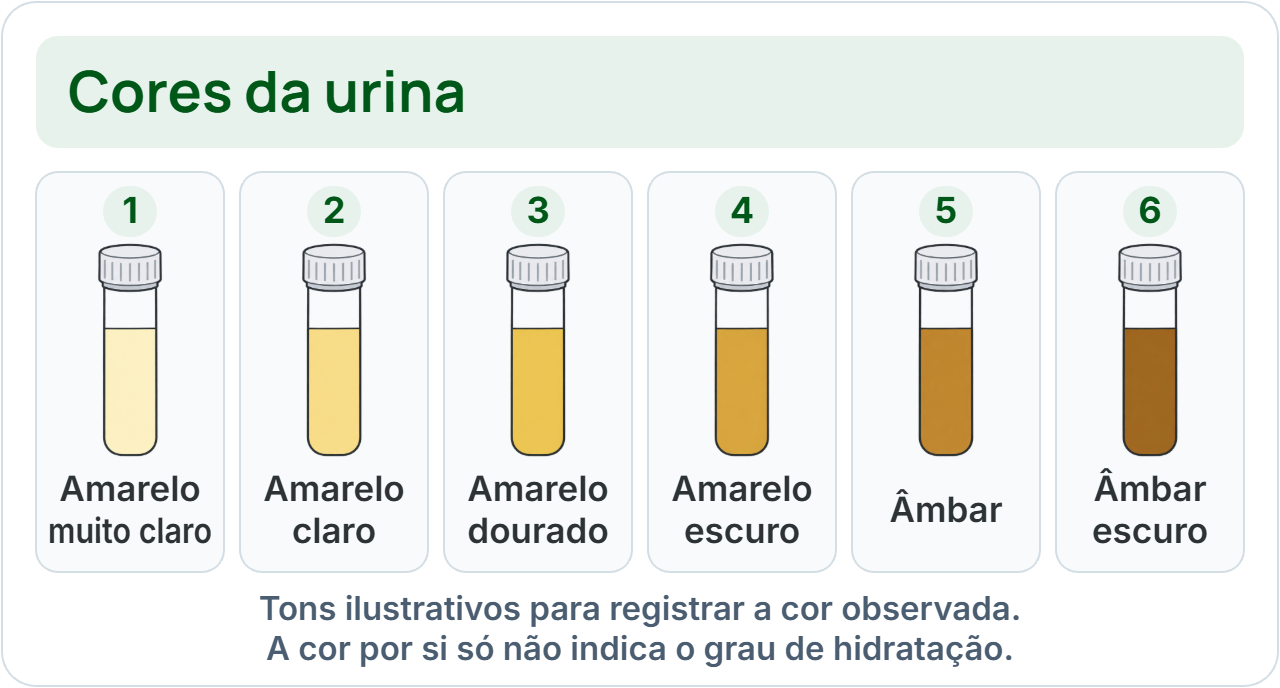 Cores da urina
1
2
3
4
5
6
Amarelo
muito claro
Amarelo
claro
Amarelo
dourado
Amarelo
escuro
Âmbar
Âmbar
escuro
Tons ilustrativos para registrar a cor observada.
A cor por si só não indica o grau de hidratação.